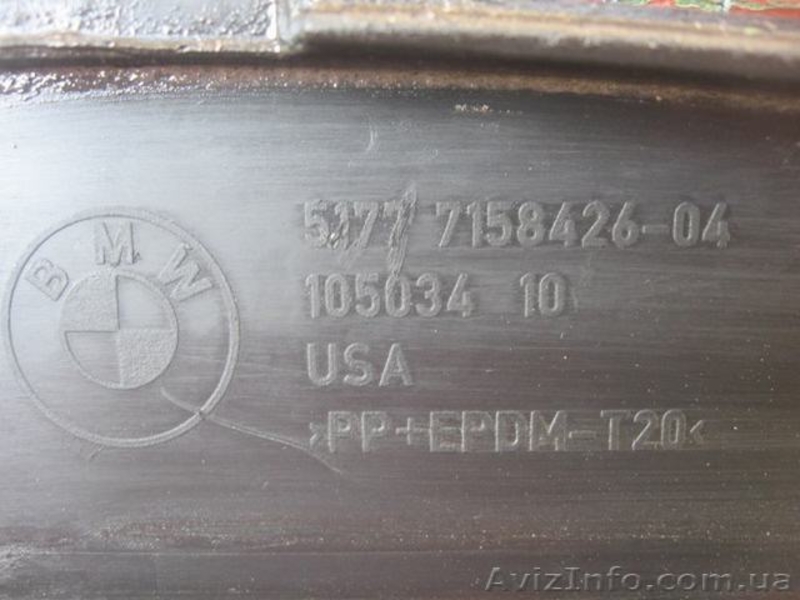 BMW
5177 7158426-04
105034 10
USA
>PP+EPDM-T20<
AvizInfo.com.ua